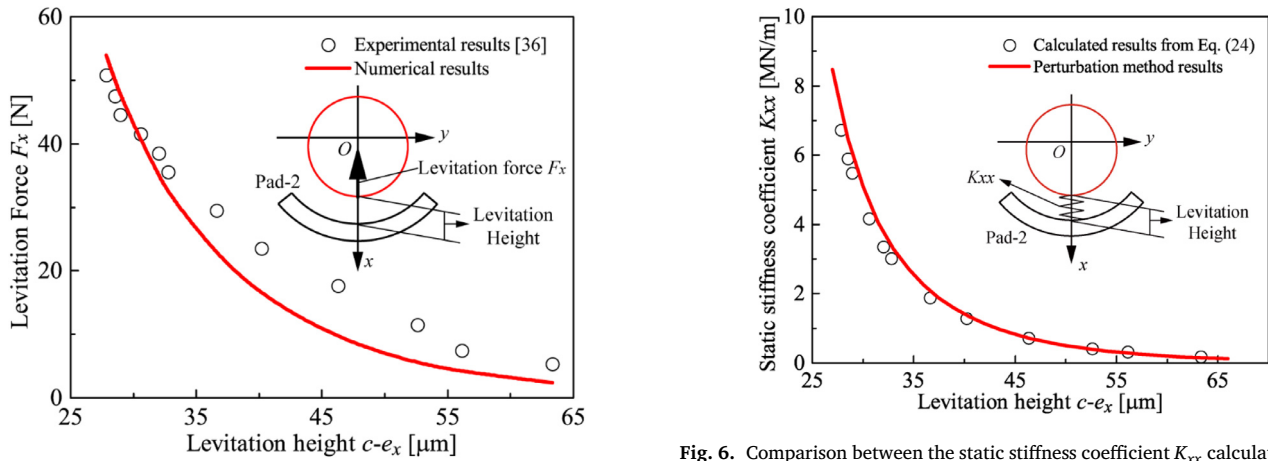 60
40
20
0
Levitation Force Fx [N]
Experimental results [36]
Numerical results
y
O
Levitation force Fx
Pad-2
Levitation
Height
x
25 35 45 55 65
Levitation height c-ex [μm]
10
8
6
4
2
0
Static stiffness coefficient Kxx [MN/m]
Calculated results from Eq. (24)
Perturbation method results
y
O
Kxx
Levitation
Height
Pad-2
x
25 35 45 55 65
Levitation height c-ex [μm]
Fig. 6. Comparison between the static stiffness coefficient Kxx calculat